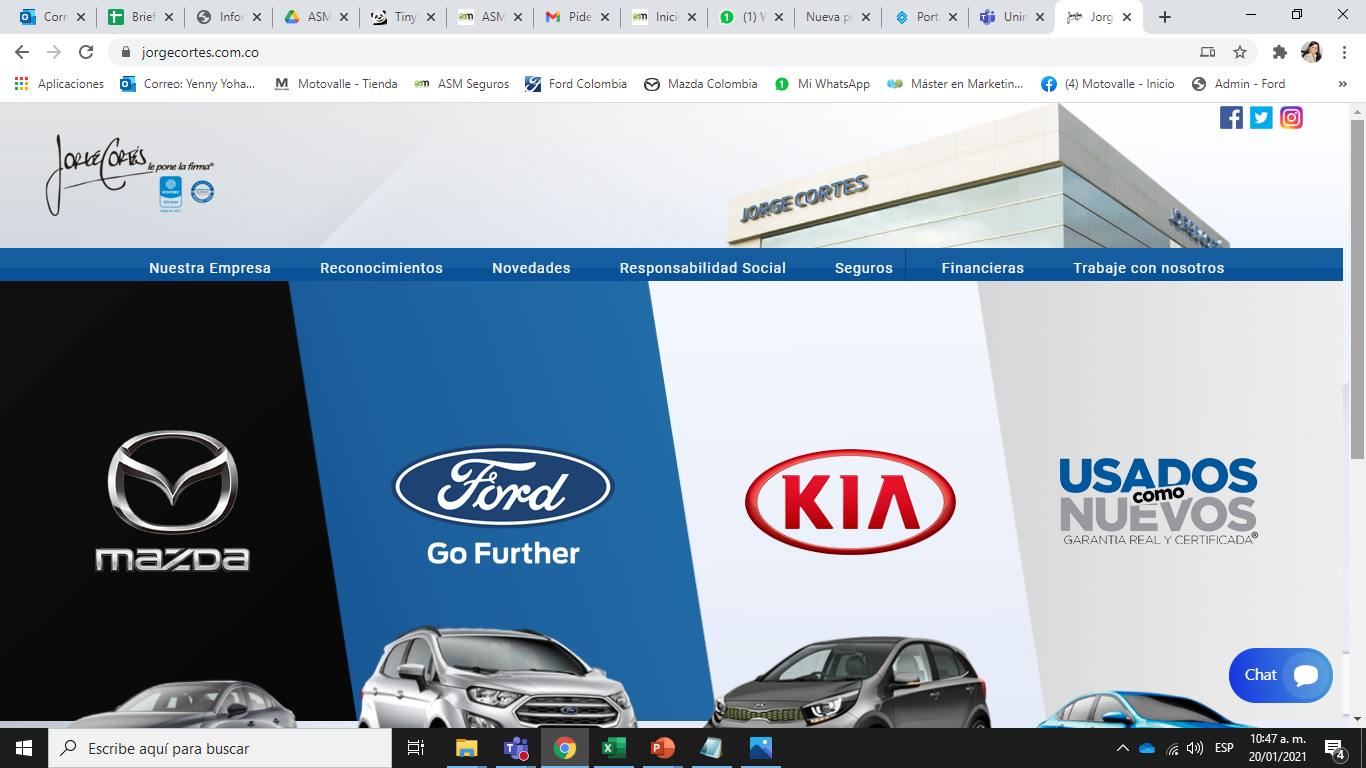 Corr
Brief
Infor
ASM
Tiny
ASM
Pide
Inici
(1) W
Nueva p
Port
Unir
Jorg
jorgecortes.com.co
Aplicaciones
Correo: Yenny Yoha...
Motovalle - Tienda
ASM Seguros
Ford Colombia
Mazda Colombia
Mi WhatsApp
Máster en Marketin...
(4) Motovalle - Inicio
Admin - Ford
»
Jorge Cortés
le pone la firma®
icontec
JORGE CORTES
JORGE CORTES
Nuestra Empresa
Reconocimientos
Novedades
Responsabilidad Social
Seguros
Financieras
Trabaje con nosotros
mazda
Ford
Go Further
KIA
USADOS
como
NUEVOS
GARANTIA REAL Y CERTIFICADA®
Chat
Escribe aquí para buscar
ESP
10:47 a. m.
20/01/2021
4